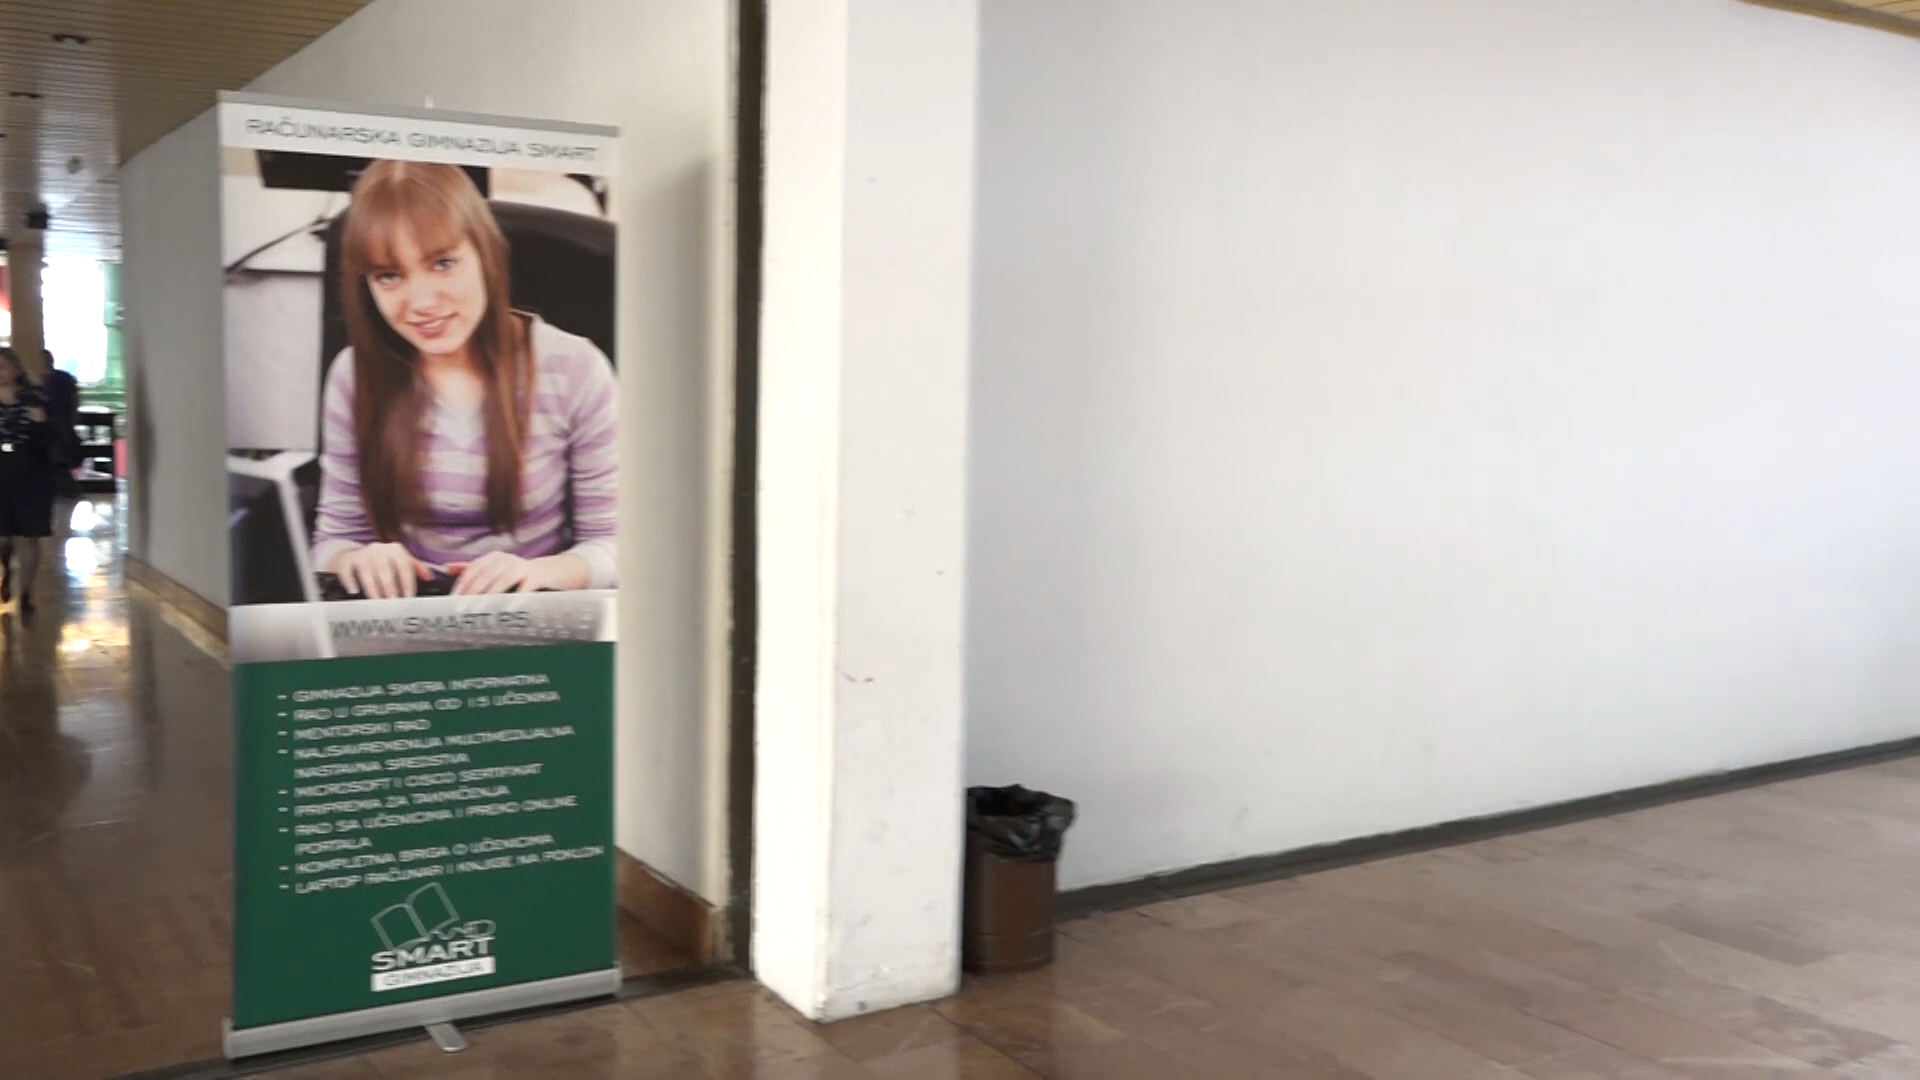 RAČUNARSKA GIMNAZIJA SMART
WWW.SMART.RS
- GIMNAZIJA SMERA INFORMATIKA
- RAD U GRUPAMA OD 15 UČENIKA
- MENTORSKI RAD
- NAJSAVREMENIJA MULTIMEDIJALNA
NASTAVNA SREDSTVA
- MICROSOFT I CISCO SERTIFIKAT
- PRIPREMA ZA TAKMIČENJA
- RAD SA UČENICIMA I PREKO ONLINE
PORTALA
- KOMPLETNA BRIGA O UČENICIMA
- LAPTOP RAČUNARI I KNJIGE NA POKLON
SMART
GIMNAZIJA